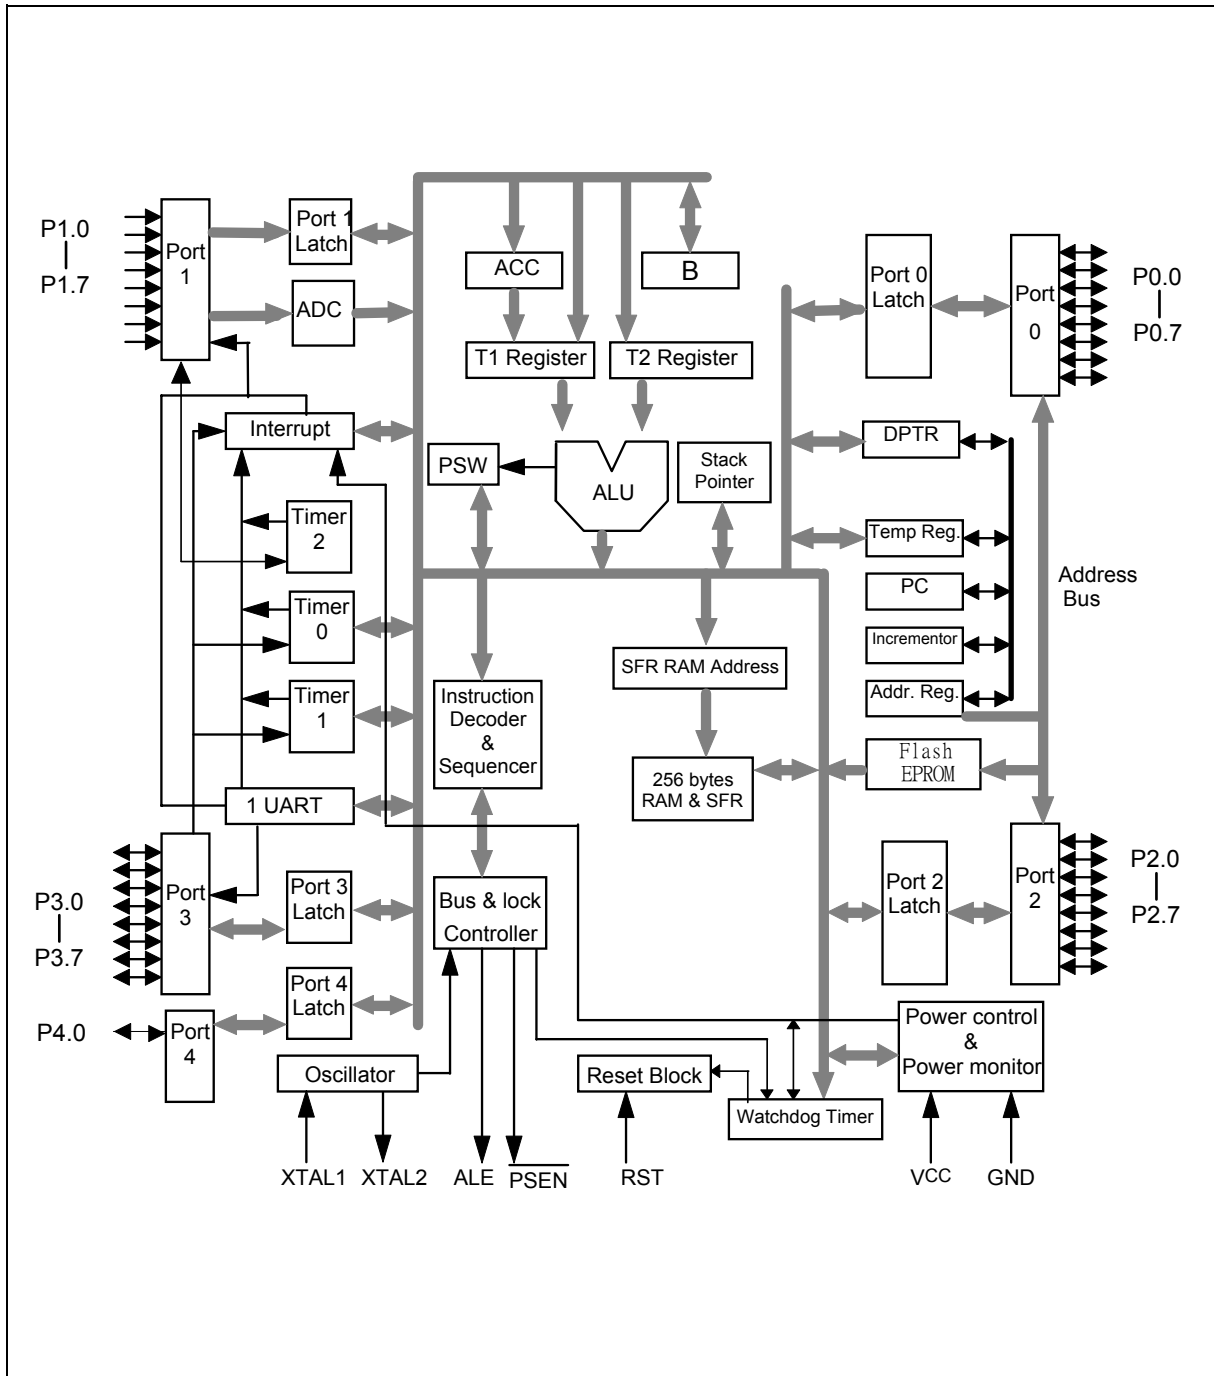 P1.0
P1.7
Port
1
Port 1
Latch
ADC
ACC
B
T1 Register
T2 Register
Port 0
Latch
Port
0
P0.0
P0.7
Interrupt
PSW
ALU
Stack
Pointer
DPTR
Temp Reg.
PC
Incrementor
Addr. Reg.
Address
Bus
Timer
2
Timer
0
Timer
1
Instruction
Decoder
&
Sequencer
SFR RAM Address
256 bytes
RAM & SFR
Flash
EPROM
1 UART
Port
3
P3.0
P3.7
Port 3
Latch
Bus & lock
Controller
Port 2
Latch
Port
2
P2.0
P2.7
P4.0
Port
4
Port 4
Latch
Oscillator
Reset Block
Watchdog Timer
Power control
&
Power monitor
XTAL1
XTAL2
ALE
PSEN
RST
VCC
GND